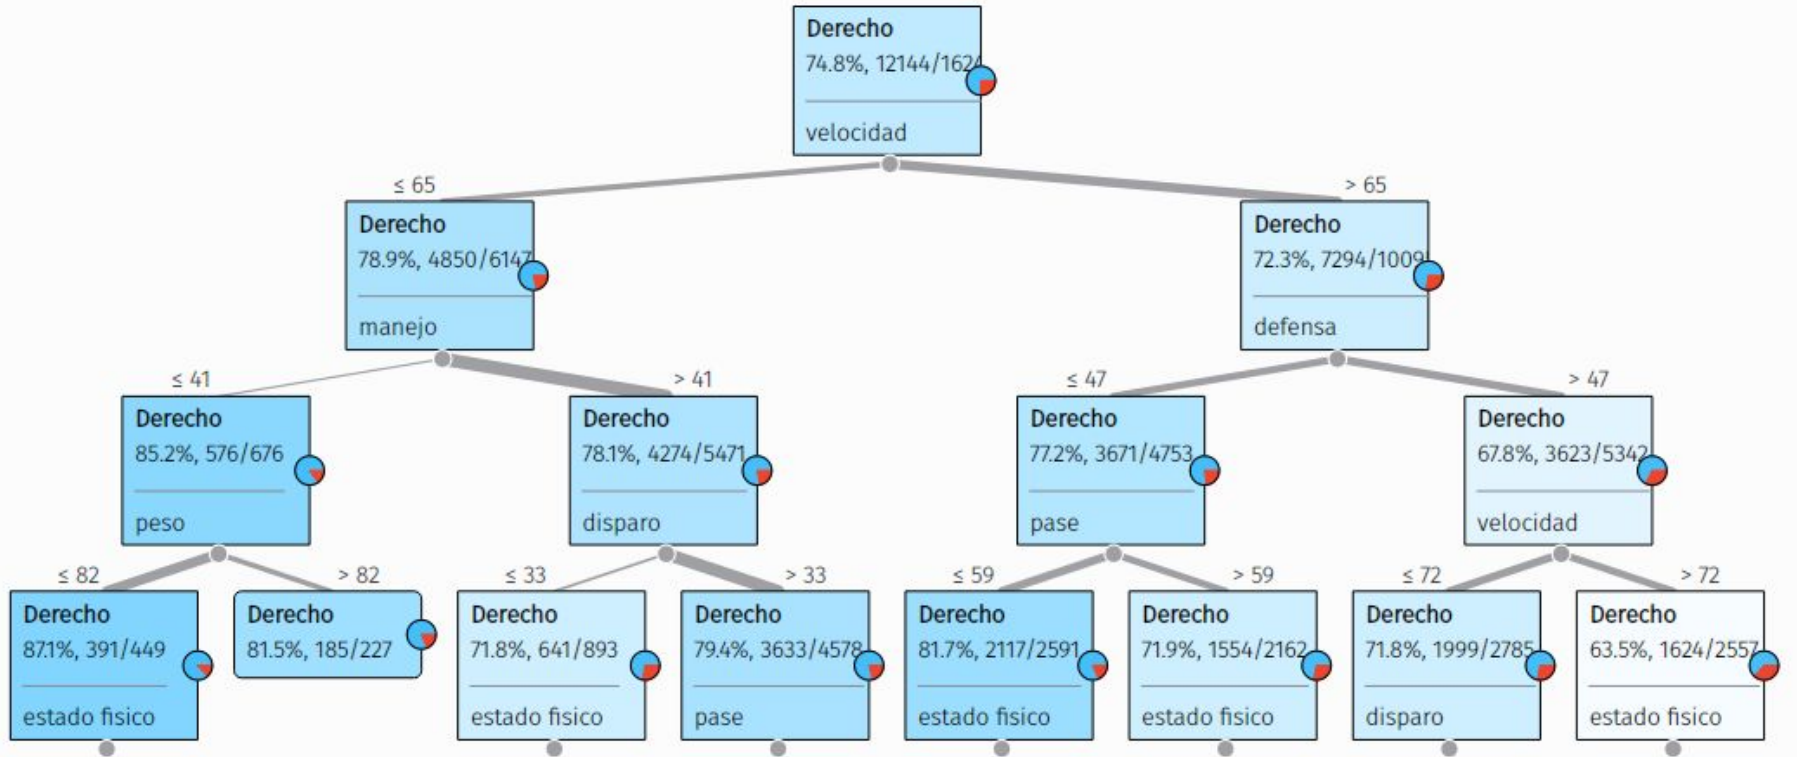 Derecho
74.8%, 12144/162
velocidad
≤ 65
> 65
Derecho
78.9%, 4850/6147
manejo
Derecho
72.3%, 7294/1009
defensa
≤ 41
> 41
≤ 47
> 47
Derecho
85.2%, 576/676
peso
Derecho
78.1%, 4274/5471
disparo
Derecho
77.2%, 3671/4753
pase
Derecho
67.8%, 3623/5342
velocidad
≤ 82
> 82
≤ 33
> 33
≤ 59
> 59
≤ 72
> 72
Derecho
87.1%, 391/449
estado fisico
Derecho
81.5%, 185/227
Derecho
71.8%, 641/893
estado fisico
Derecho
79.4%, 3633/4578
pase
Derecho
81.7%, 2117/2591
estado fisico
Derecho
71.9%, 1554/2162
estado fisico
Derecho
71.8%, 1999/2785
disparo
Derecho
63.5%, 1624/2557
estado fisico